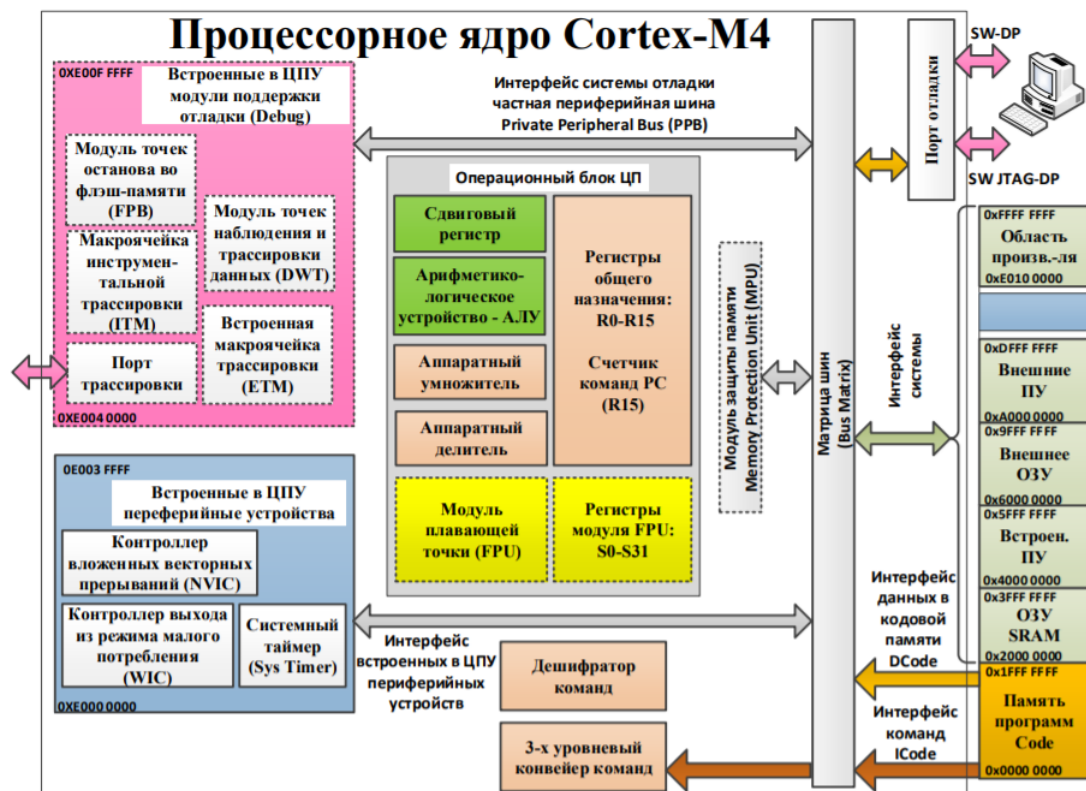 Процессорное ядро Cortex-M4
0XE00F FFFF
Встроенные в ЦПУ
модули поддержки
отладки (Debug)
Модуль точек
останова во
флэш-памяти
(FPB)
Модуль точек
наблюдения и
трассировки
данных (DWT)
Макроячейка
инструмен-
тальной
трассировки
(ITM)
Встроенная
макроячейка
трассировки
(ETM)
Порт
трассировки
0XE004 0000
0E003 FFFF
Встроенные в ЦПУ
переферийные устройства
Контроллер
вложенных векторных
прерываний (NVIC)
Контроллер выхода
из режима малого
потребления
(WIC)
Системный
таймер
(Sys Timer)
0XE000 0000
Интерфейс системы отладки
частная периферийная шина
Private Peripheral Bus (PPB)
Операционный блок ЦП
Сдвиговый
регистр
Арифметико-
логическое
устройство - АЛУ
Аппаратный
умножитель
Аппаратный
делитель
Регистры
общего
назначения:
R0-R15
Счетчик
команд PC
(R15)
Модуль
плавающей
точки (FPU)
Регистры
модуля FPU:
S0-S31
Интерфейс
встроенных в ЦПУ
периферийных
устройств
Дешифратор
команд
3-х уровневый
конвейер команд
Модуль защиты памяти
Memory Protection Unit (MPU)
Матрица шин
(Bus Matrix)
Порт отладки
SW-DP
SW JTAG-DP
Интерфейс
системы
Интерфейс
данных в
кодовой
памяти
DCode
Интерфейс
команд
ICode
0xFFFF FFFF
Область
произв.-ля
0xE010 0000
0xDFFF FFFF
Внешние
ПУ
0xA000 0000
0x9FFF FFFF
Внешнее
ОЗУ
0x6000 0000
0x5FFF FFFF
Встроен.
ПУ
0x4000 0000
0x3FFF FFFF
ОЗУ
SRAM
0x2000 0000
0x1FFF FFFF
Память
программ
Code
0x0000 0000